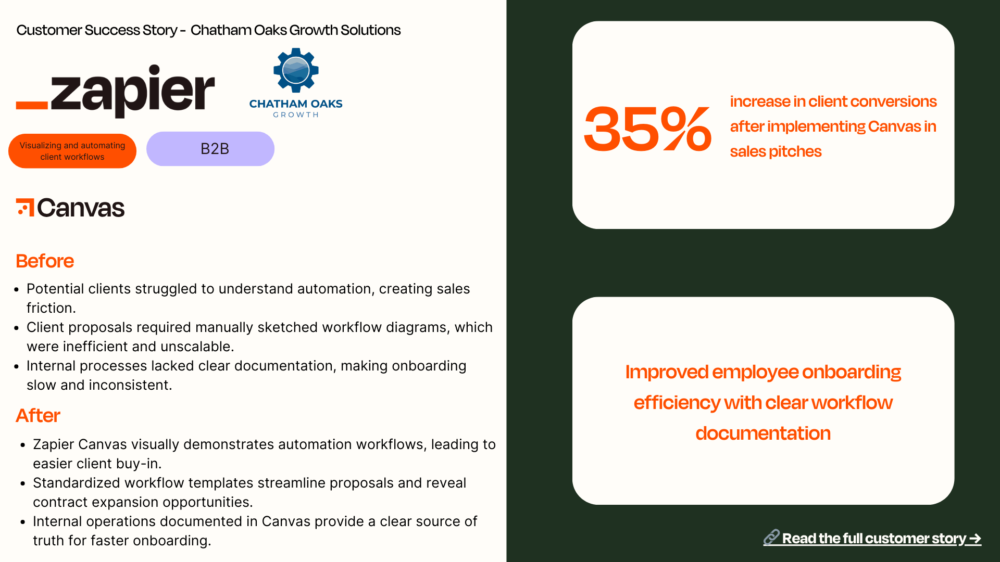 Customer Success Story - Chatham Oaks Growth Solutions
zapier
CHATHAM OAKS
GROWTH
Visualizing and automating
client workflows
B2B
Canvas
Before
• Potential clients struggled to understand automation, creating sales
friction.
• Client proposals required manually sketched workflow diagrams, which
were inefficient and unscalable.
• Internal processes lacked clear documentation, making onboarding
slow and inconsistent.
After
• Zapier Canvas visually demonstrates automation workflows, leading to
easier client buy-in.
• Standardized workflow templates streamline proposals and reveal
contract expansion opportunities.
• Internal operations documented in Canvas provide a clear source of
truth for faster onboarding.
35%
increase in client conversions
after implementing Canvas in
sales pitches
Improved employee onboarding
efficiency with clear workflow
documentation
🔗 Read the full customer story →